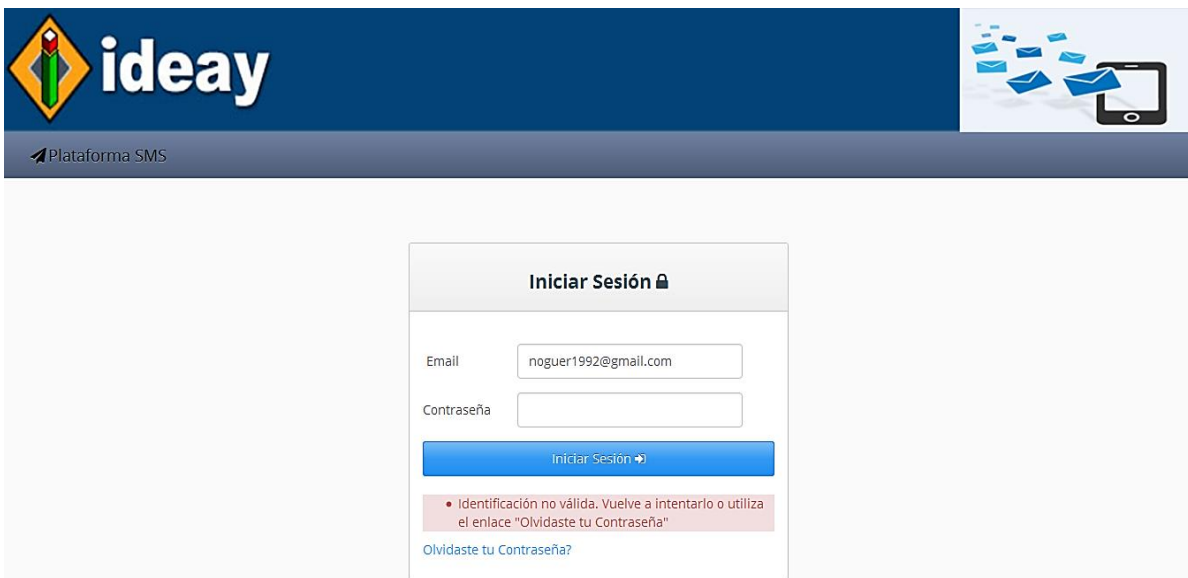 ideay
Plataforma SMS
Iniciar Sesión
Email
noguer1992@gmail.com
Contraseña
Iniciar Sesión
• Identificación no válida. Vuelve a intentarlo o utiliza
el enlace "Olvidaste tu Contraseña"
Olvidaste tu Contraseña?